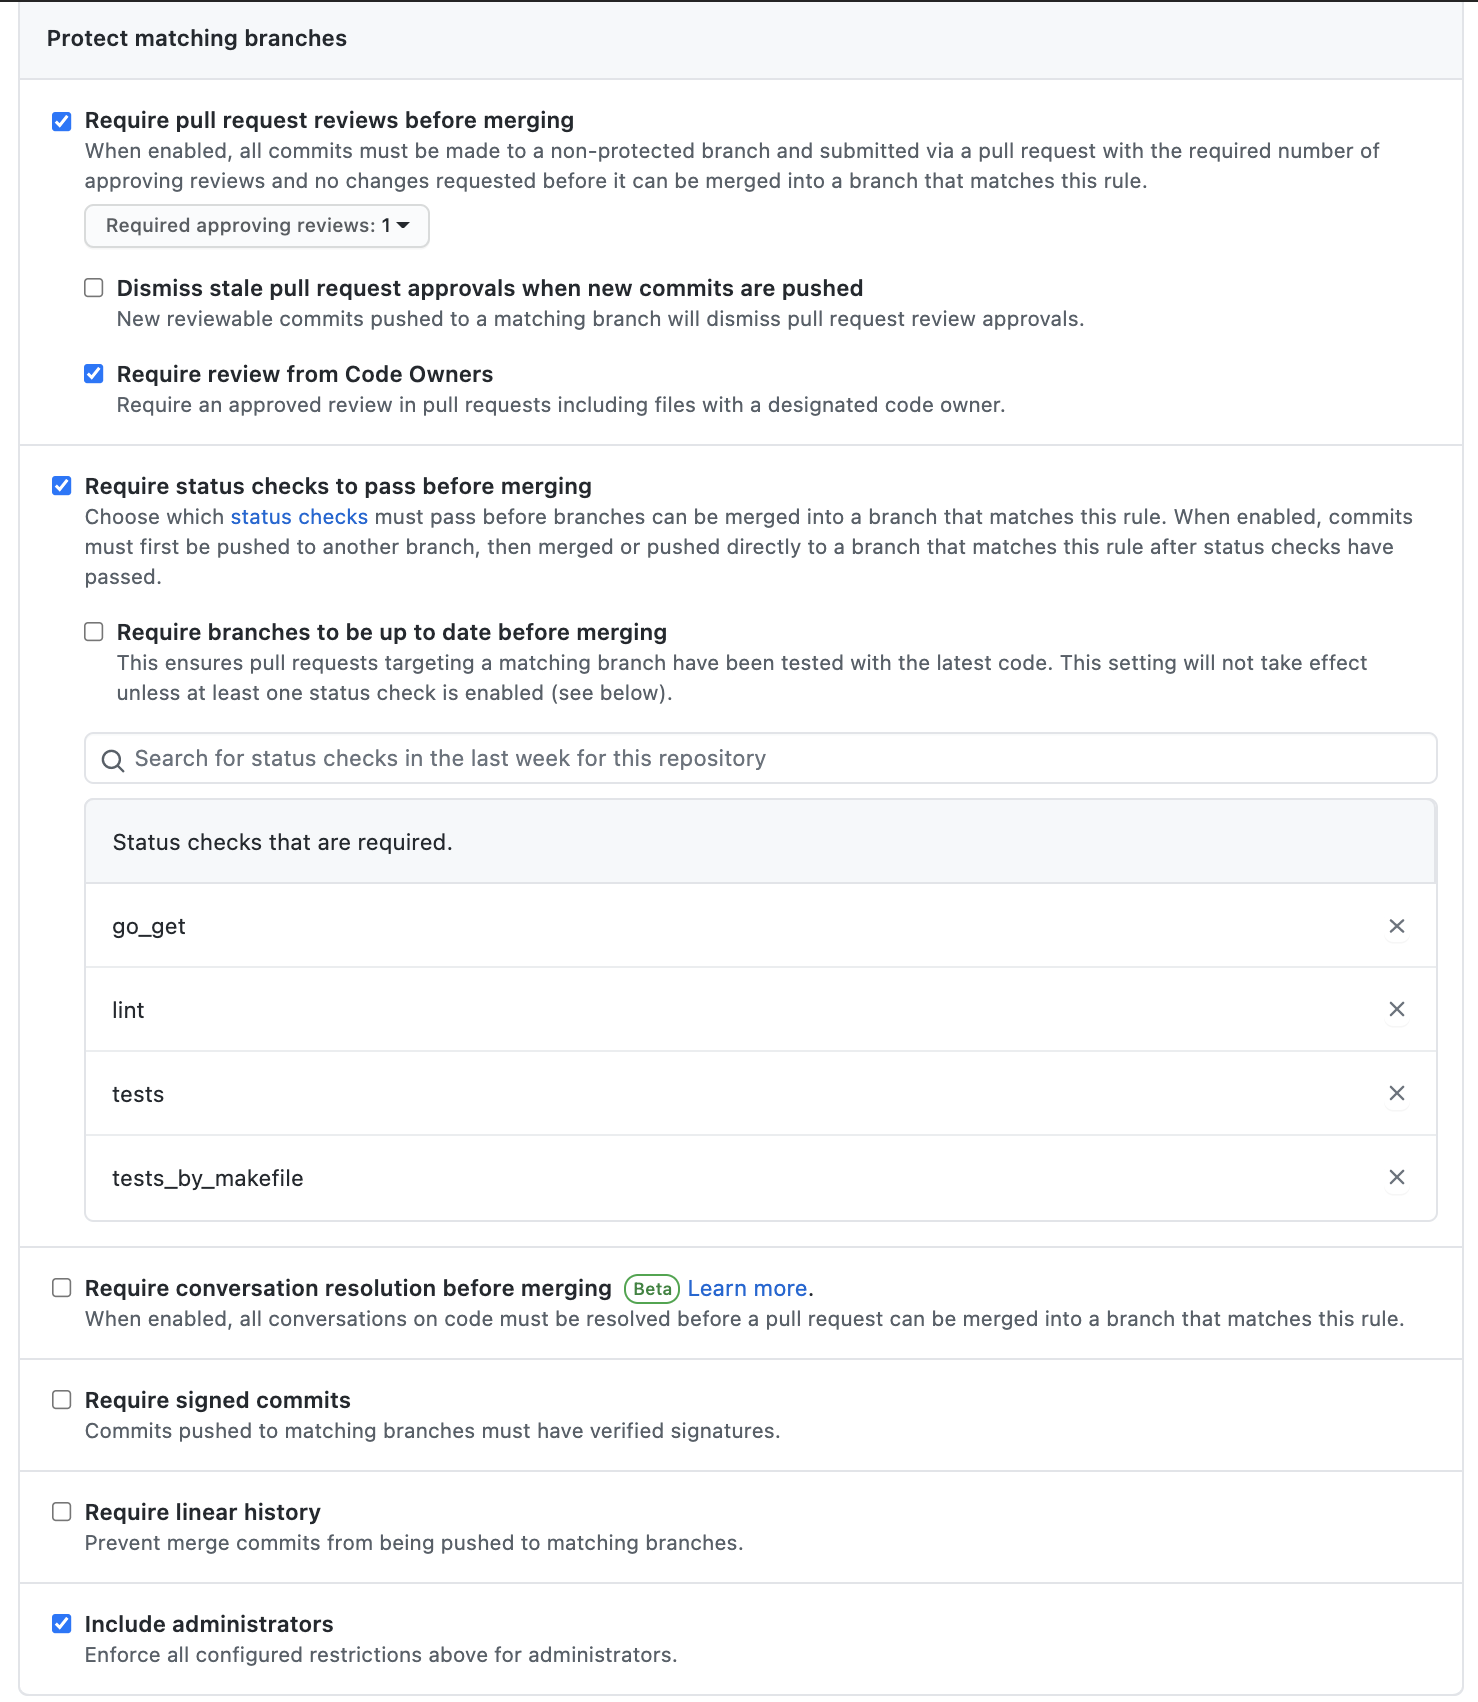 Protect matching branches
Require pull request reviews before merging
When enabled, all commits must be made to a non-protected branch and submitted via a pull request with the required number of
approving reviews and no changes requested before it can be merged into a branch that matches this rule.
Required approving reviews: 1
Dismiss stale pull request approvals when new commits are pushed
New reviewable commits pushed to a matching branch will dismiss pull request review approvals.
Require review from Code Owners
Require an approved review in pull requests including files with a designated code owner.
Require status checks to pass before merging
Choose which status checks must pass before branches can be merged into a branch that matches this rule. When enabled, commits
must first be pushed to another branch, then merged or pushed directly to a branch that matches this rule after status checks have
passed.
Require branches to be up to date before merging
This ensures pull requests targeting a matching branch have been tested with the latest code. This setting will not take effect
unless at least one status check is enabled (see below).
Search for status checks in the last week for this repository
Status checks that are required.
go_get
lint
tests
tests_by_makefile
Require conversation resolution before merging Beta Learn more.
When enabled, all conversations on code must be resolved before a pull request can be merged into a branch that matches this rule.
Require signed commits
Commits pushed to matching branches must have verified signatures.
Require linear history
Prevent merge commits from being pushed to matching branches.
Include administrators
Enforce all configured restrictions above for administrators.